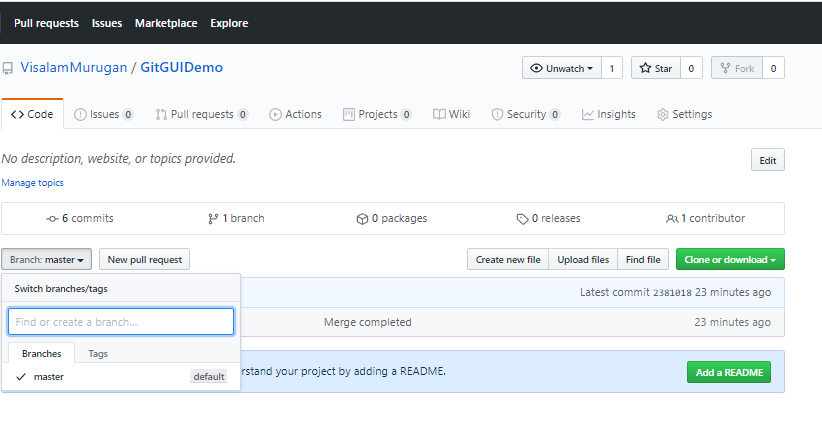 Pull requests Issues Marketplace Explore
VisalamMurugan / GitGUIDemo Unwatch 1 Star 0 Fork 0
Code Issues 0 Pull requests 0 Actions Projects 0 Wiki Security 0 Insights Settings
No description, website, or topics provided. Edit
Manage topics
6 commits 1 branch 0 packages 0 releases 1 contributor
Branch: master New pull request Create new file Upload files Find file Clone or download
Switch branches/tags
Latest commit 2381018 23 minutes ago
Find or create a branch... Merge completed 23 minutes ago
Branches Tags
erstand your project by adding a README. Add a README
master default